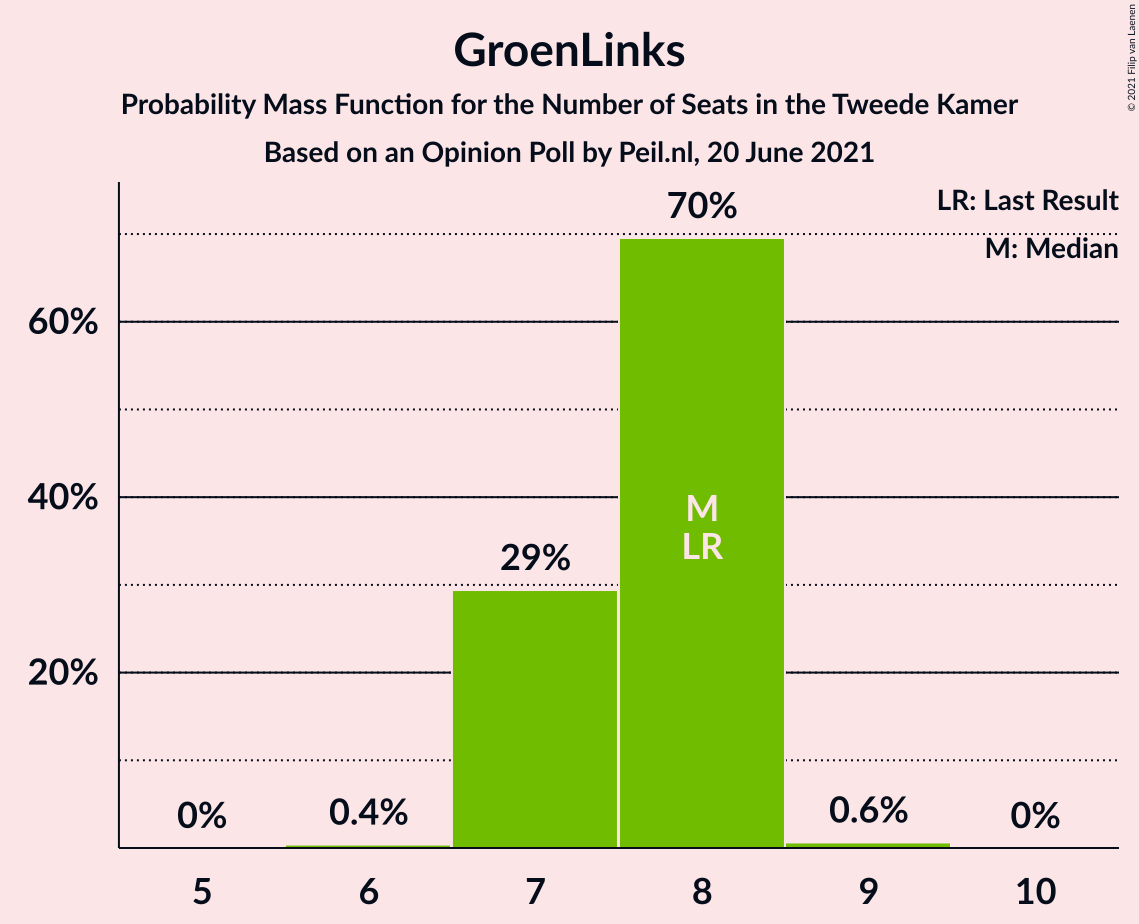 GroenLinks
Probability Mass Function for the Number of Seats in the Tweede Kamer
Based on an Opinion Poll by Peil.nl, 20 June 2021
© 2021 Filip van Laenen
LR: Last Result
M: Median
70%
60%
40%
M
LR
29%
20%
0%
0.4%
0.6%
0%
5
6
7
8
9
10